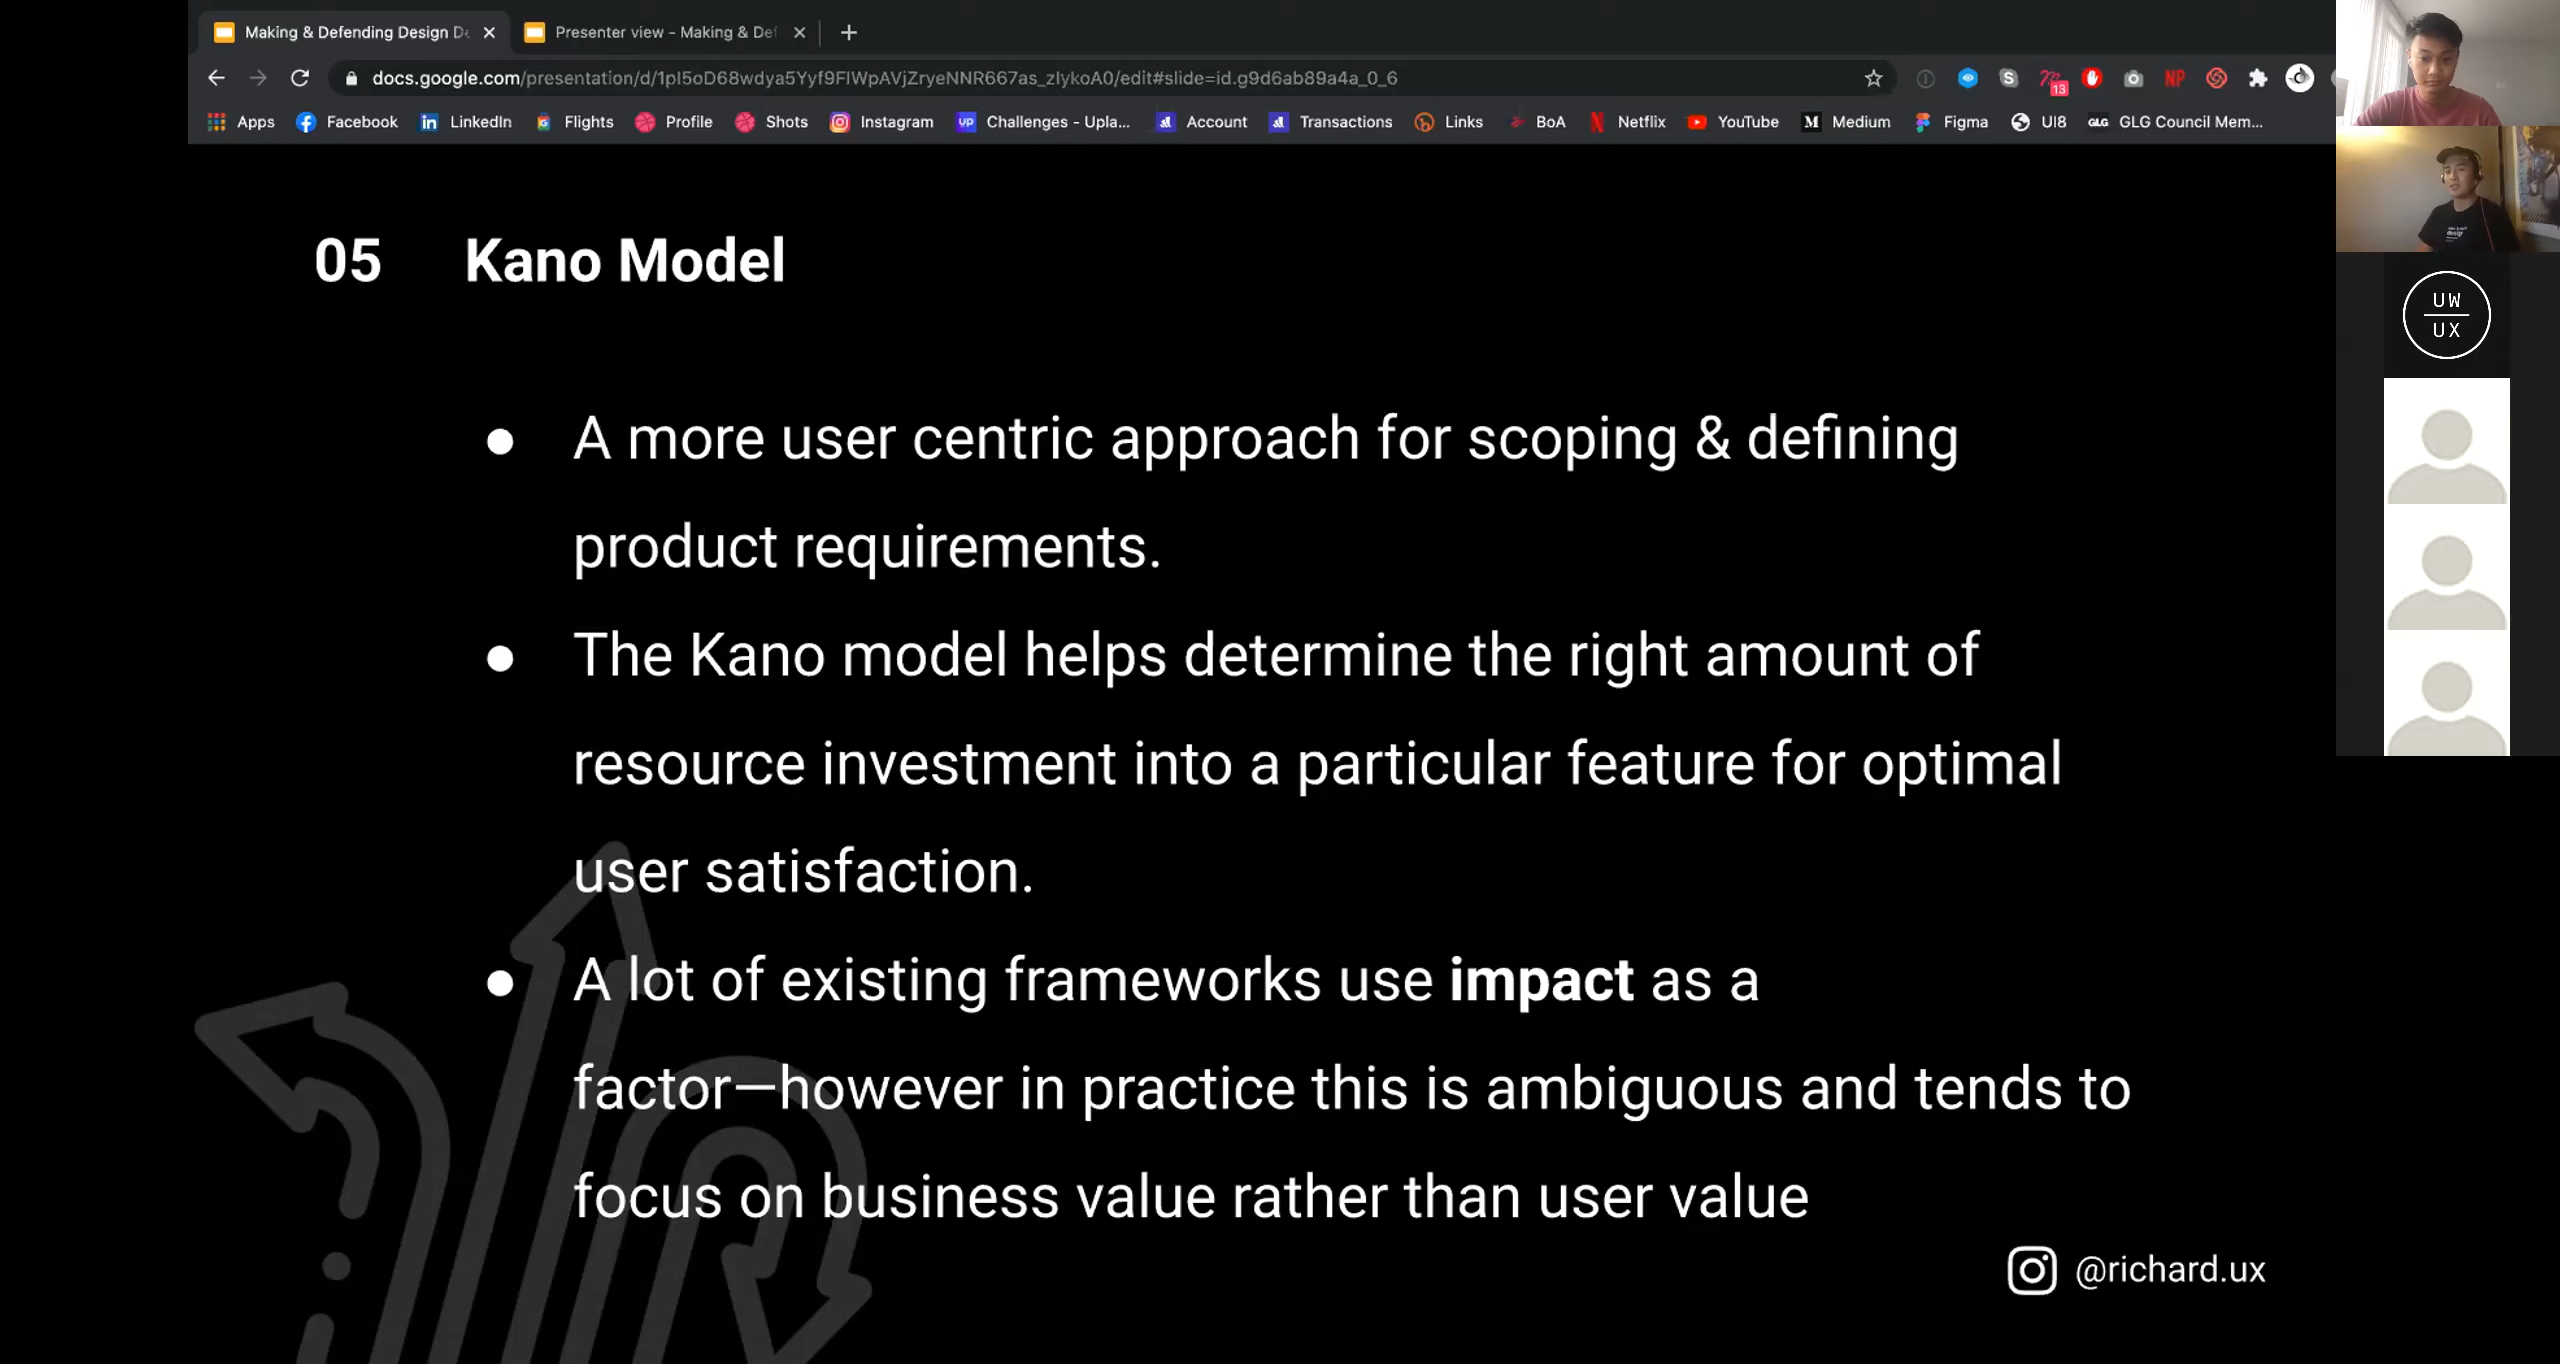 Making & Defending Design De
Presenter view - Making & Def
docs.google.com/presentation/d/1pI5oD68wdya5Yyf9FIWpAVjZryeNNR667as_zIykoA0/edit#slide=id.g9d6ab89a4a_0_6
13
NP
Apps Facebook LinkedIn Flights Profile Shots Instagram Challenges - Upla... Account Transactions Links BoA Netflix YouTube Medium Figma UI8 GLG Council Mem...
UW
UX
05 Kano Model
● A more user centric approach for scoping & defining
product requirements.
● The Kano model helps determine the right amount of
resource investment into a particular feature for optimal
user satisfaction.
● A lot of existing frameworks use impact as a
factor—however in practice this is ambiguous and tends to
focus on business value rather than user value
@richard.ux